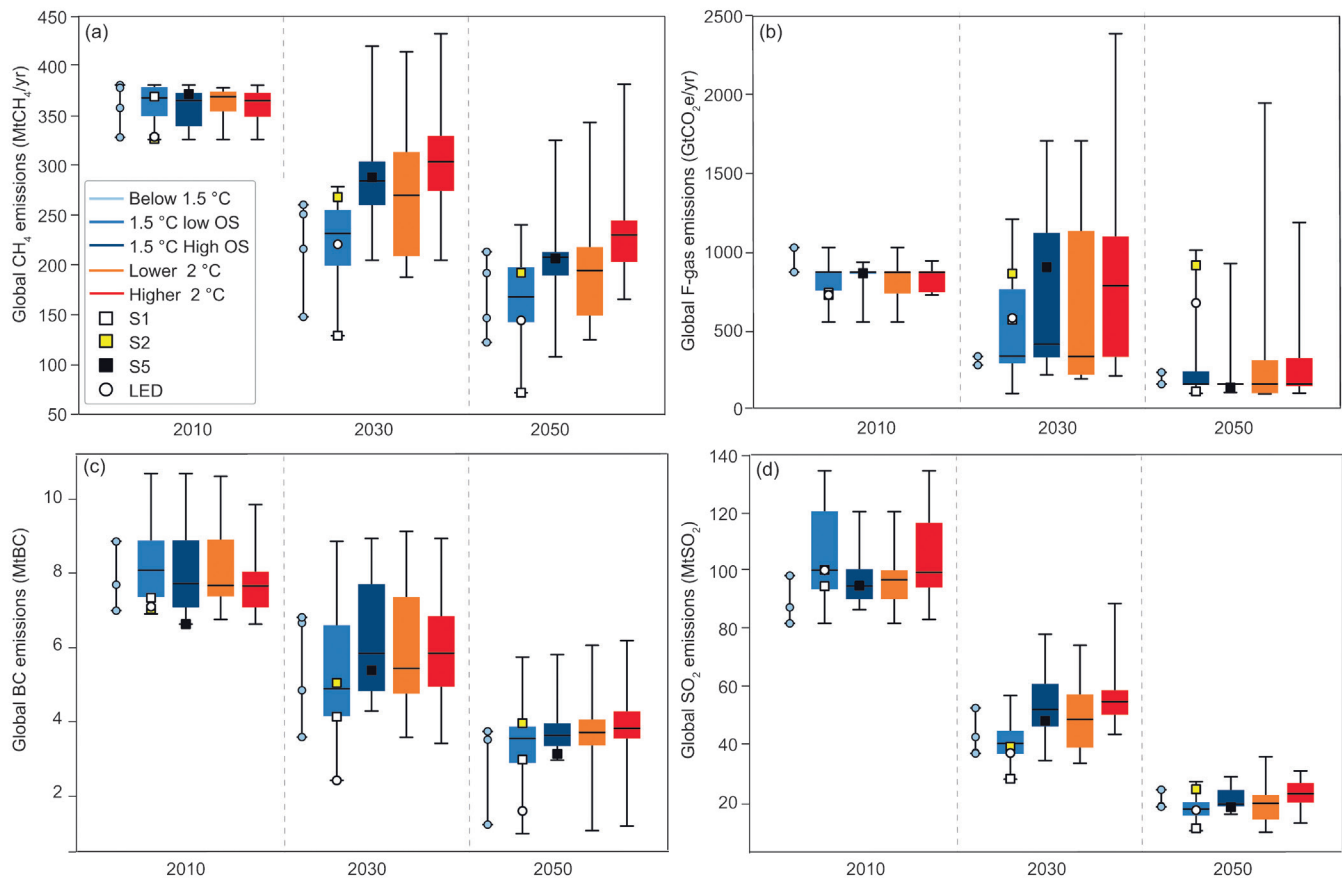 (a)
Global CH₄ emissions (MtCH₄/yr)
450
400
350
300
250
200
150
100
50
Below 1.5 °C
1.5 °C low OS
1.5 °C High OS
Lower 2 °C
Higher 2 °C
S1
S2
S5
LED
2010 2030 2050
(b)
Global F-gas emissions (GtCO₂e/yr)
2500
2000
1500
1000
500
0
2010 2030 2050
(c)
Global BC emissions (MtBC)
10
8
6
4
2
2010 2030 2050
(d)
Global SO₂ emissions (MtSO₂)
140
120
100
80
60
40
20
2010 2030 2050